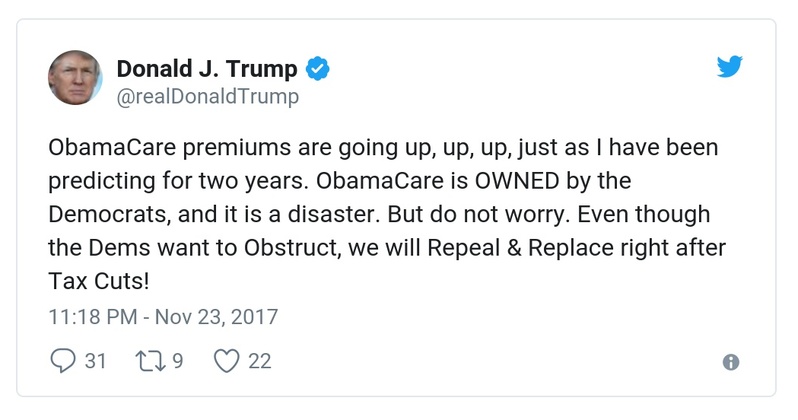 Donald J. Trump
@realDonaldTrump
ObamaCare premiums are going up, up, up, just as I have been
predicting for two years. ObamaCare is OWNED by the
Democrats, and it is a disaster. But do not worry. Even though
the Dems want to Obstruct, we will Repeal & Replace right after
Tax Cuts!
11:18 PM - Nov 23, 2017
31 9 22